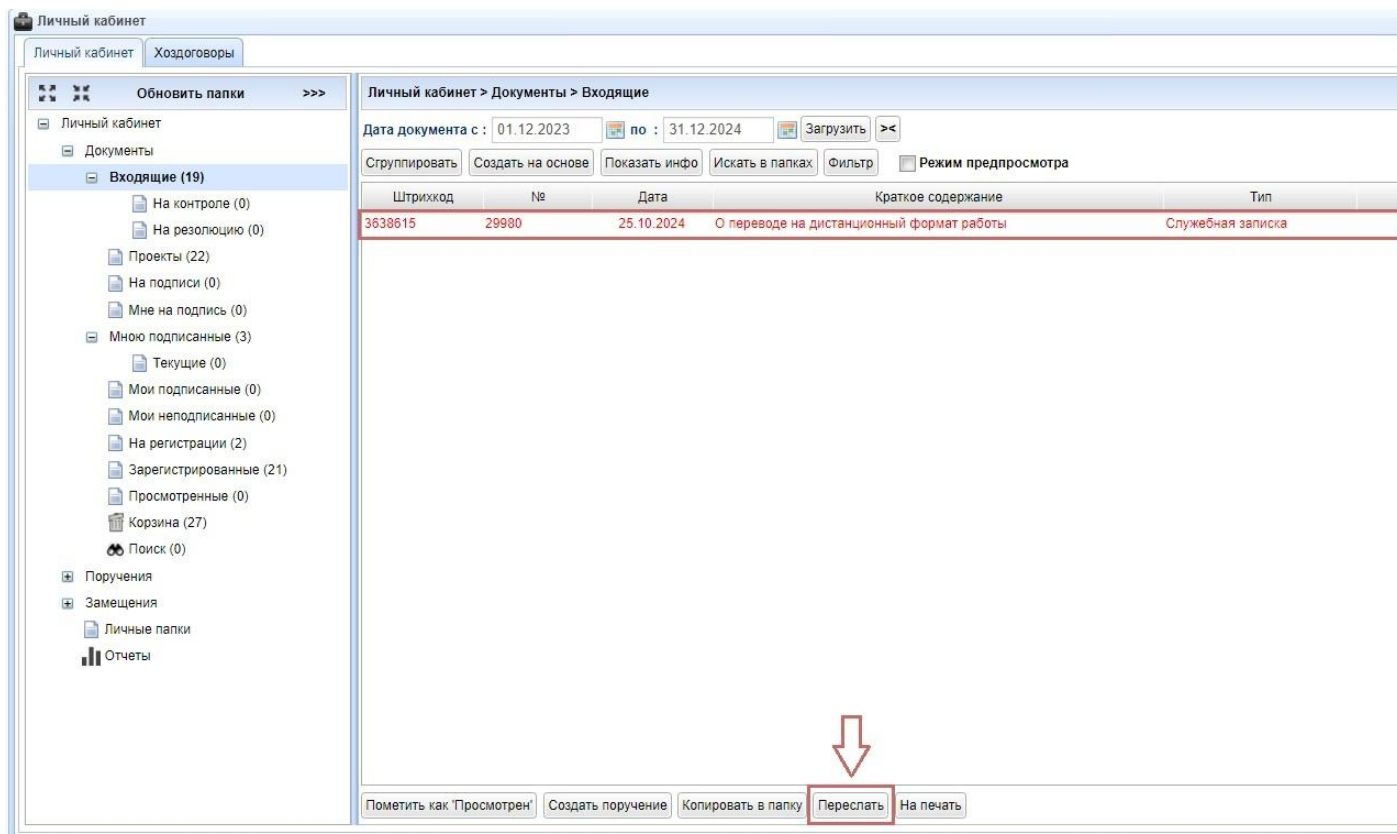 Личный кабинет
Личный кабинет Хоздоговоры
Обновить папки >>>
Личный кабинет
Документы
Входящие (19)
На контроле (0)
На резолюцию (0)
Проекты (22)
На подписи (0)
Мне на подпись (0)
Мною подписанные (3)
Текущие (0)
Мои подписанные (0)
Мои неподписанные (0)
На регистрации (2)
Зарегистрированные (21)
Просмотренные (0)
Корзина (27)
Поиск (0)
Поручения
Замещения
Личные папки
Отчеты
Личный кабинет > Документы > Входящие
Дата документа с : 01.12.2023 по : 31.12.2024 Загрузить ><
Сгруппировать Создать на основе Показать инфо Искать в папках Фильтр Режим предпросмотра
Штрихкод № Дата Краткое содержание Тип
3638615 29980 25.10.2024 О переводе на дистанционный формат работы Служебная записка
Пометить как 'Просмотрен' Создать поручение Копировать в папку Переслать На печать